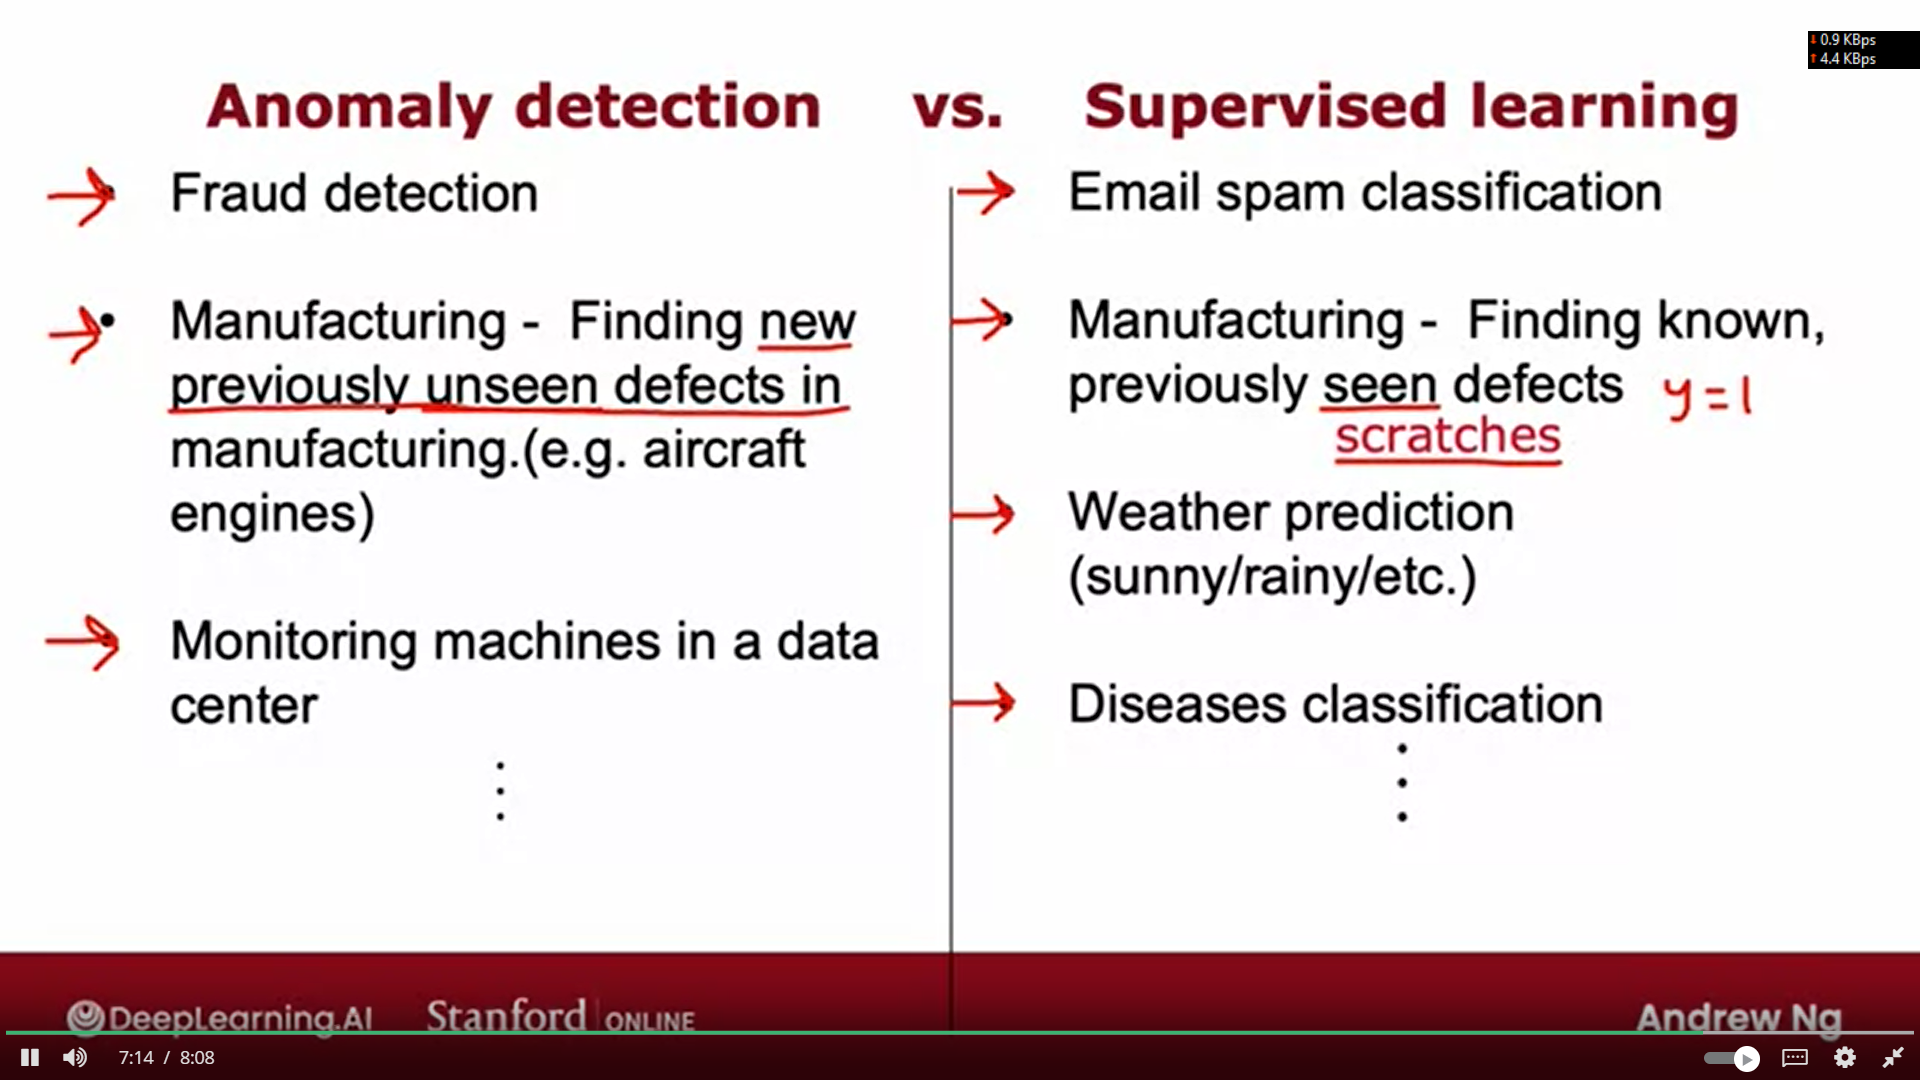 0.9 KBps
4.4 KBps
Anomaly detection vs. Supervised learning
Fraud detection
Manufacturing - Finding new
previously unseen defects in
manufacturing.(e.g. aircraft
engines)
Monitoring machines in a data
center
Email spam classification
Manufacturing - Finding known,
previously seen defects y=1
scratches
Weather prediction
(sunny/rainy/etc.)
Diseases classification
DeepLearning.AI Stanford ONLINE Andrew Ng
7:14 / 8:08